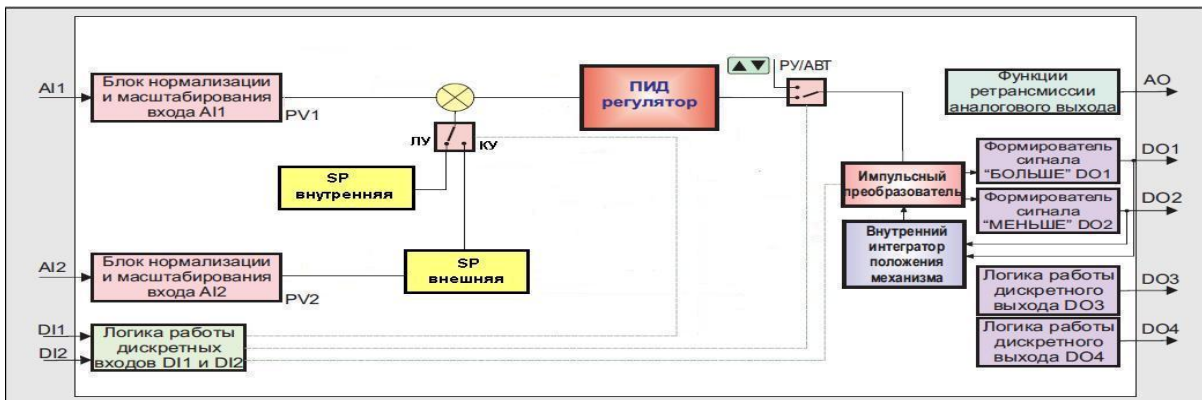 AI1
Блок нормализации
и масштабирования
входа AI1
PV1
ПИД
регулятор
РУ/АВТ
Функции
ретрансмиссии
аналогового выхода
AO
ЛУ
КУ
SP
внутренняя
Импульсный
преобразователь
Формирователь
сигнала
“БОЛЬШЕ” DO1
DO1
Формирователь
сигнала
“МЕНЬШЕ” DO2
DO2
Внутренний
интегратор
положения
механизма
AI2
Блок нормализации
и масштабирования
входа AI2
PV2
SP
внешняя
Логика работы
дискретного
выхода DO3
DO3
DI1
DI2
Логика работы
дискретных
входов DI1 и DI2
Логика работы
дискретного
выхода DO4
DO4